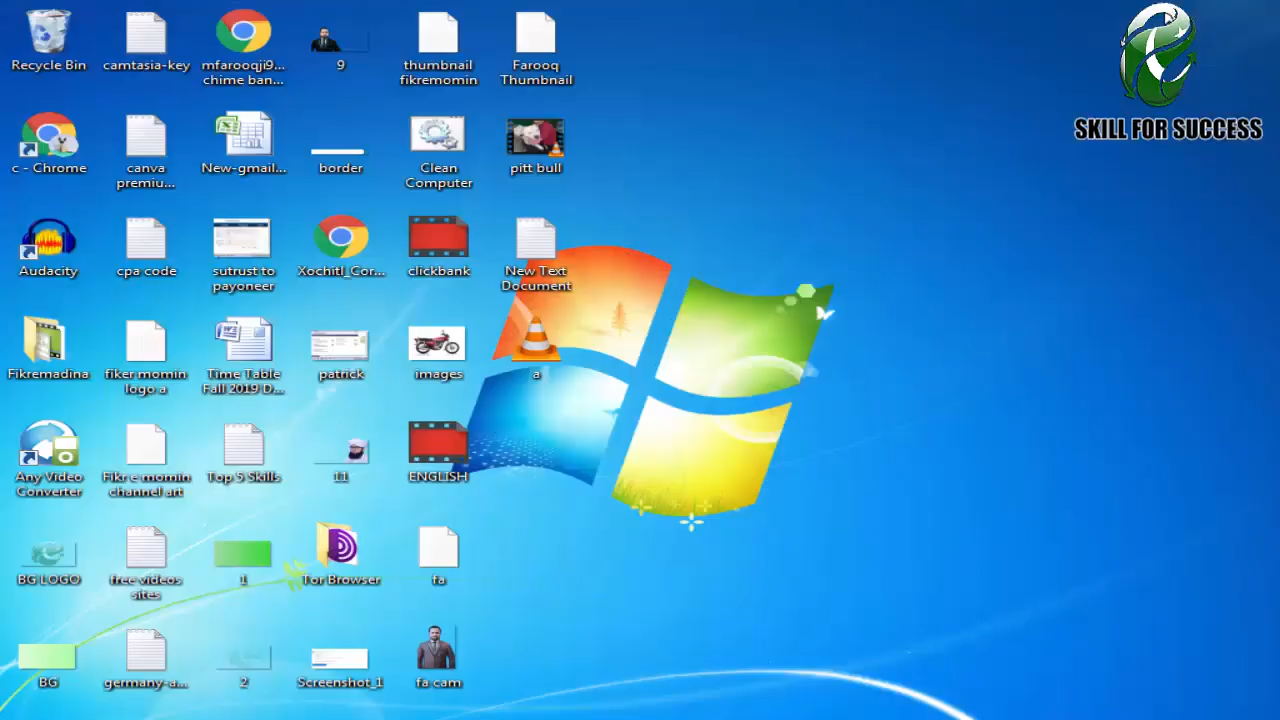 Recycle Bin
camtasia-key
mfarooqji9...
chime ban...
9
thumbnail
fikremomin
Farooq
Thumbnail
SKILL FOR SUCCESS
c - Chrome
canva
premiu...
New-gmail...
border
Clean
Computer
pitt bull
Audacity
cpa code
sutrust to
payoneer
Xochitl_Cor...
clickbank
New Text
Document
Fikremadina
fiker momin
logo a
Time Table
Fall 2019 D...
patrick
images
a
Any Video
Converter
Fikr e momin
channel art
Top 5 Skills
11
ENGLISH
BG LOGO
free videos
sites
1
Tor Browser
fa
BG
germany-a...
2
Screenshot_1
fa cam